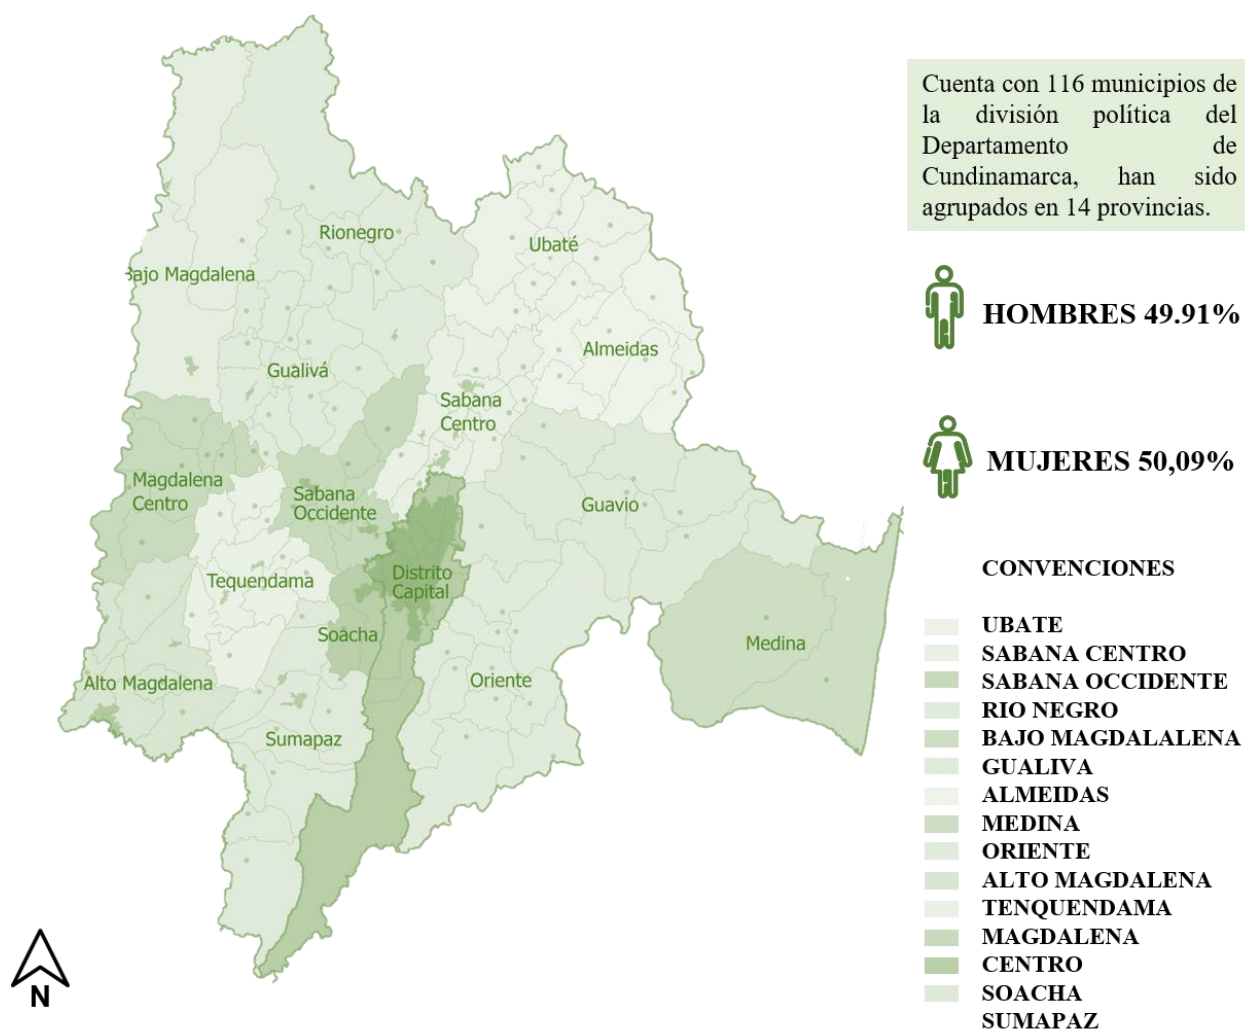 Cuenta con 116 municipios de
la división política del
Departamento de
Cundinamarca, han sido
agrupados en 14 provincias.
Rionegro
Ubaté
Bajo Magdalena
HOMBRES 49.91%
Almeidas
Gualivá
Sabana
Centro
MUJERES 50,09%
Magdalena
Centro
Sabana
Occidente
Guavio
Distrito
Capital
Tequendama
Soacha
Medina
Oriente
Alto Magdalena
Sumapaz
CONVENCIONES
UBATE
SABANA CENTRO
SABANA OCCIDENTE
RIO NEGRO
BAJO MAGDALALENA
GUALIVA
ALMEIDAS
MEDINA
ORIENTE
ALTO MAGDALENA
TENQUENDAMA
MAGDALENA
CENTRO
SOACHA
SUMAPAZ
N